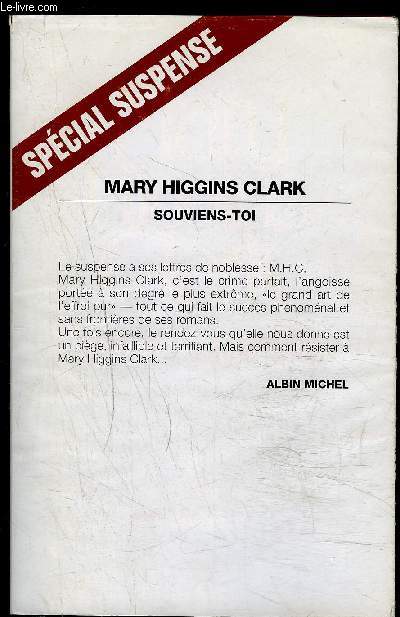 © Le-livre.com
SPÉCIAL SUSPENSE
MARY HIGGINS CLARK
SOUVIENS-TOI
Le suspense a ses lettres de noblesse : M.H.C.
Mary Higgins Clark, c'est le crime parfait, l'angoisse
portée à son degré le plus extrême, «le grand art de
l'effroi pur» — tout ce qui fait le succès phénoménal et
sans frontières de ses romans.
Une fois encore, le rendez-vous qu'elle nous donne est
un piège, infaillible et terrifiant. Mais comment résister à
Mary Higgins Clark...
ALBIN MICHEL